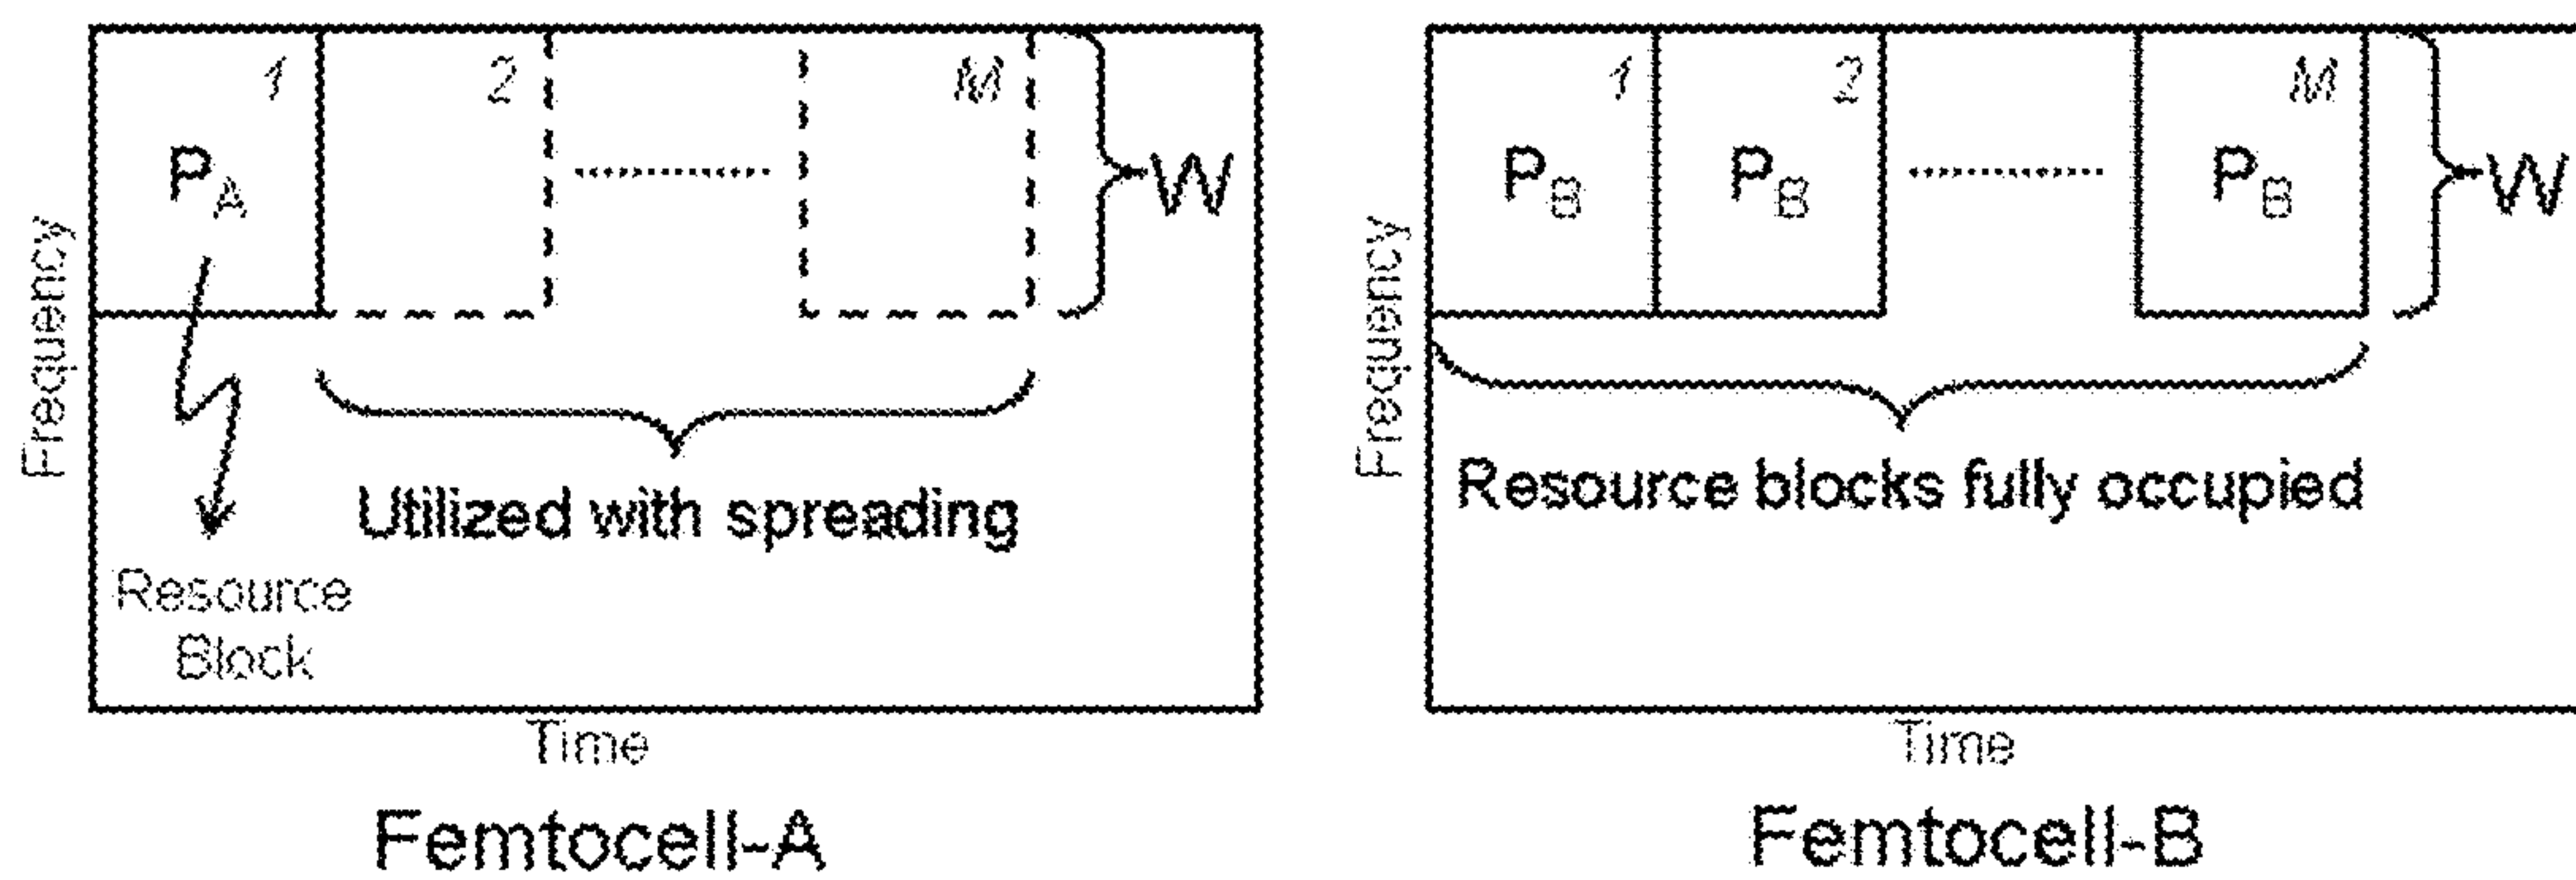 1
2
M
P_A
W
Frequency
Utilized with spreading
Resource
Block
Time
Femtocell-A
1
2
M
P_B
P_B
P_B
W
Frequency
Resource blocks fully occupied
Time
Femtocell-B